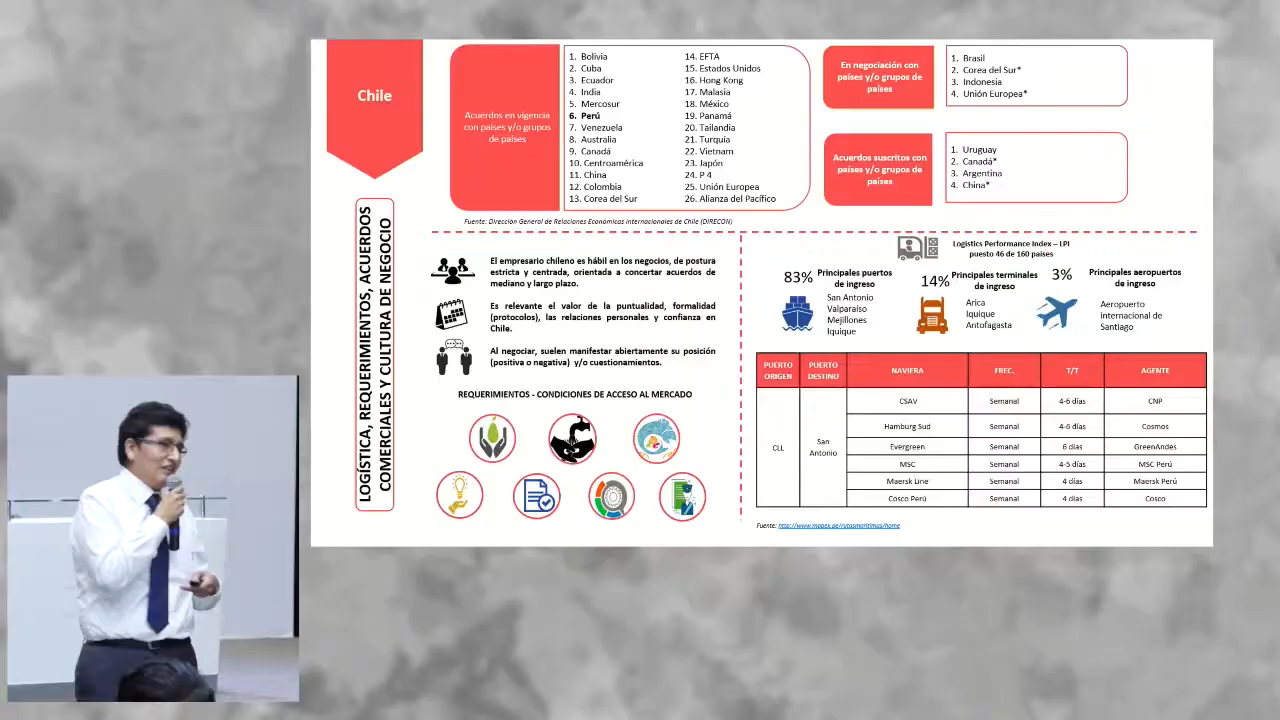 Chile
LOGÍSTICA, REQUERIMIENTOS, ACUERDOS
COMERCIALES Y CULTURA DE NEGOCIO
Acuerdos en vigencia
con países y/o grupos
de países
1. Bolivia
2. Cuba
3. Ecuador
4. India
5. Mercosur
6. Perú
7. Venezuela
8. Australia
9. Canadá
10. Centroamérica
11. China
12. Colombia
13. Corea del Sur
14. EFTA
15. Estados Unidos
16. Hong Kong
17. Malasia
18. México
19. Panamá
20. Tailandia
21. Turquía
22. Vietnam
23. Japón
24. P 4
25. Unión Europea
26. Alianza del Pacífico
En negociación con
países y/o grupos de
países
1. Brasil
2. Corea del Sur*
3. Indonesia
4. Unión Europea*
Acuerdos suscritos con
países y/o grupos de
países
1. Uruguay
2. Canadá*
3. Argentina
4. China*
Fuente: Dirección General de Relaciones Económicas Internacionales de Chile (DIRECON)
El empresario chileno es hábil en los negocios, de postura
estricta y centrada, orientada a concertar acuerdos de
mediano y largo plazo.
Es relevante el valor de la puntualidad, formalidad
(protocolos), las relaciones personales y confianza en
Chile.
Al negociar, suelen manifestar abiertamente su posición
(positiva o negativa) y/o cuestionamientos.
REQUERIMIENTOS - CONDICIONES DE ACCESO AL MERCADO
Logistics Performance Index – LPI
puesto 46 de 160 países
83% Principales puertos
de ingreso
San Antonio
Valparaíso
Mejillones
Iquique
14% Principales terminales
de ingreso
Arica
Iquique
Antofagasta
3% Principales aeropuertos
de ingreso
Aeropuerto
internacional de
Santiago
PUERTO ORIGEN PUERTO DESTINO NAVIERA FREC. T/T AGENTE
CLL San Antonio CSAV Semanal 4-6 días CNP
Hamburg Sud Semanal 4-6 días Cosmos
Evergreen Semanal 6 días GreenAndes
MSC Semanal 4-5 días MSC Perú
Maersk Line Semanal 4 días Maersk Perú
Cosco Perú Semanal 4 días Cosco
Fuente: http://www.mapex.pe/rutasmaritimas/home